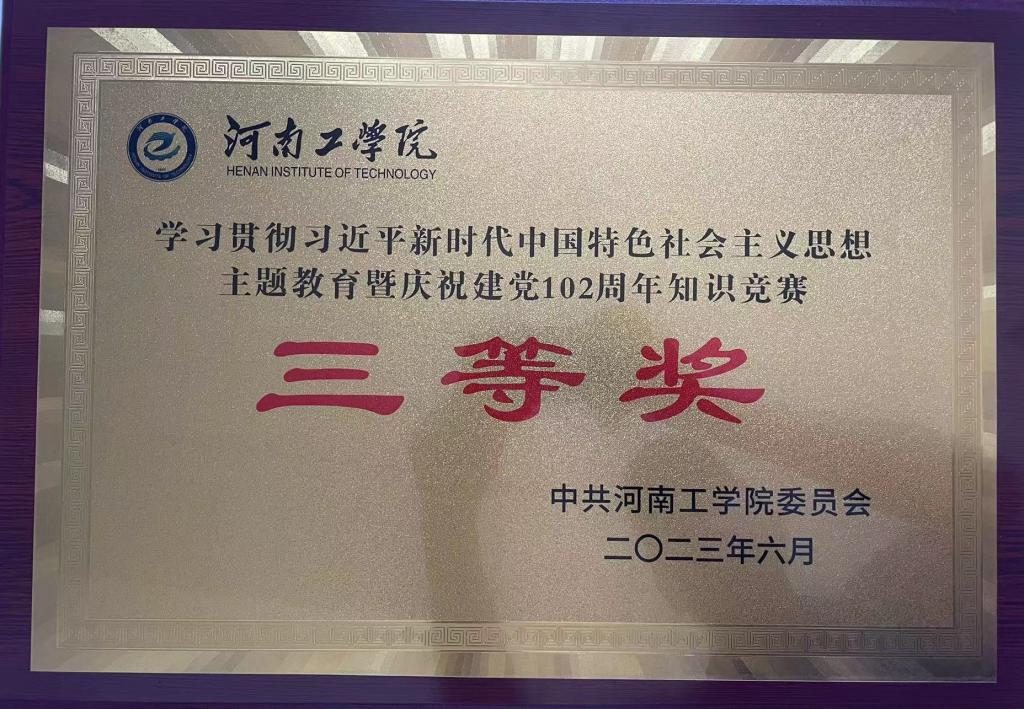 河南工學院
HENAN INSTITUTE OF TECHNOLOGY
学习贯彻习近平新时代中国特色社会主义思想
主题教育暨庆祝建党102周年知识竞赛
三等奖
中共河南工学院委员会
二〇二三年六月